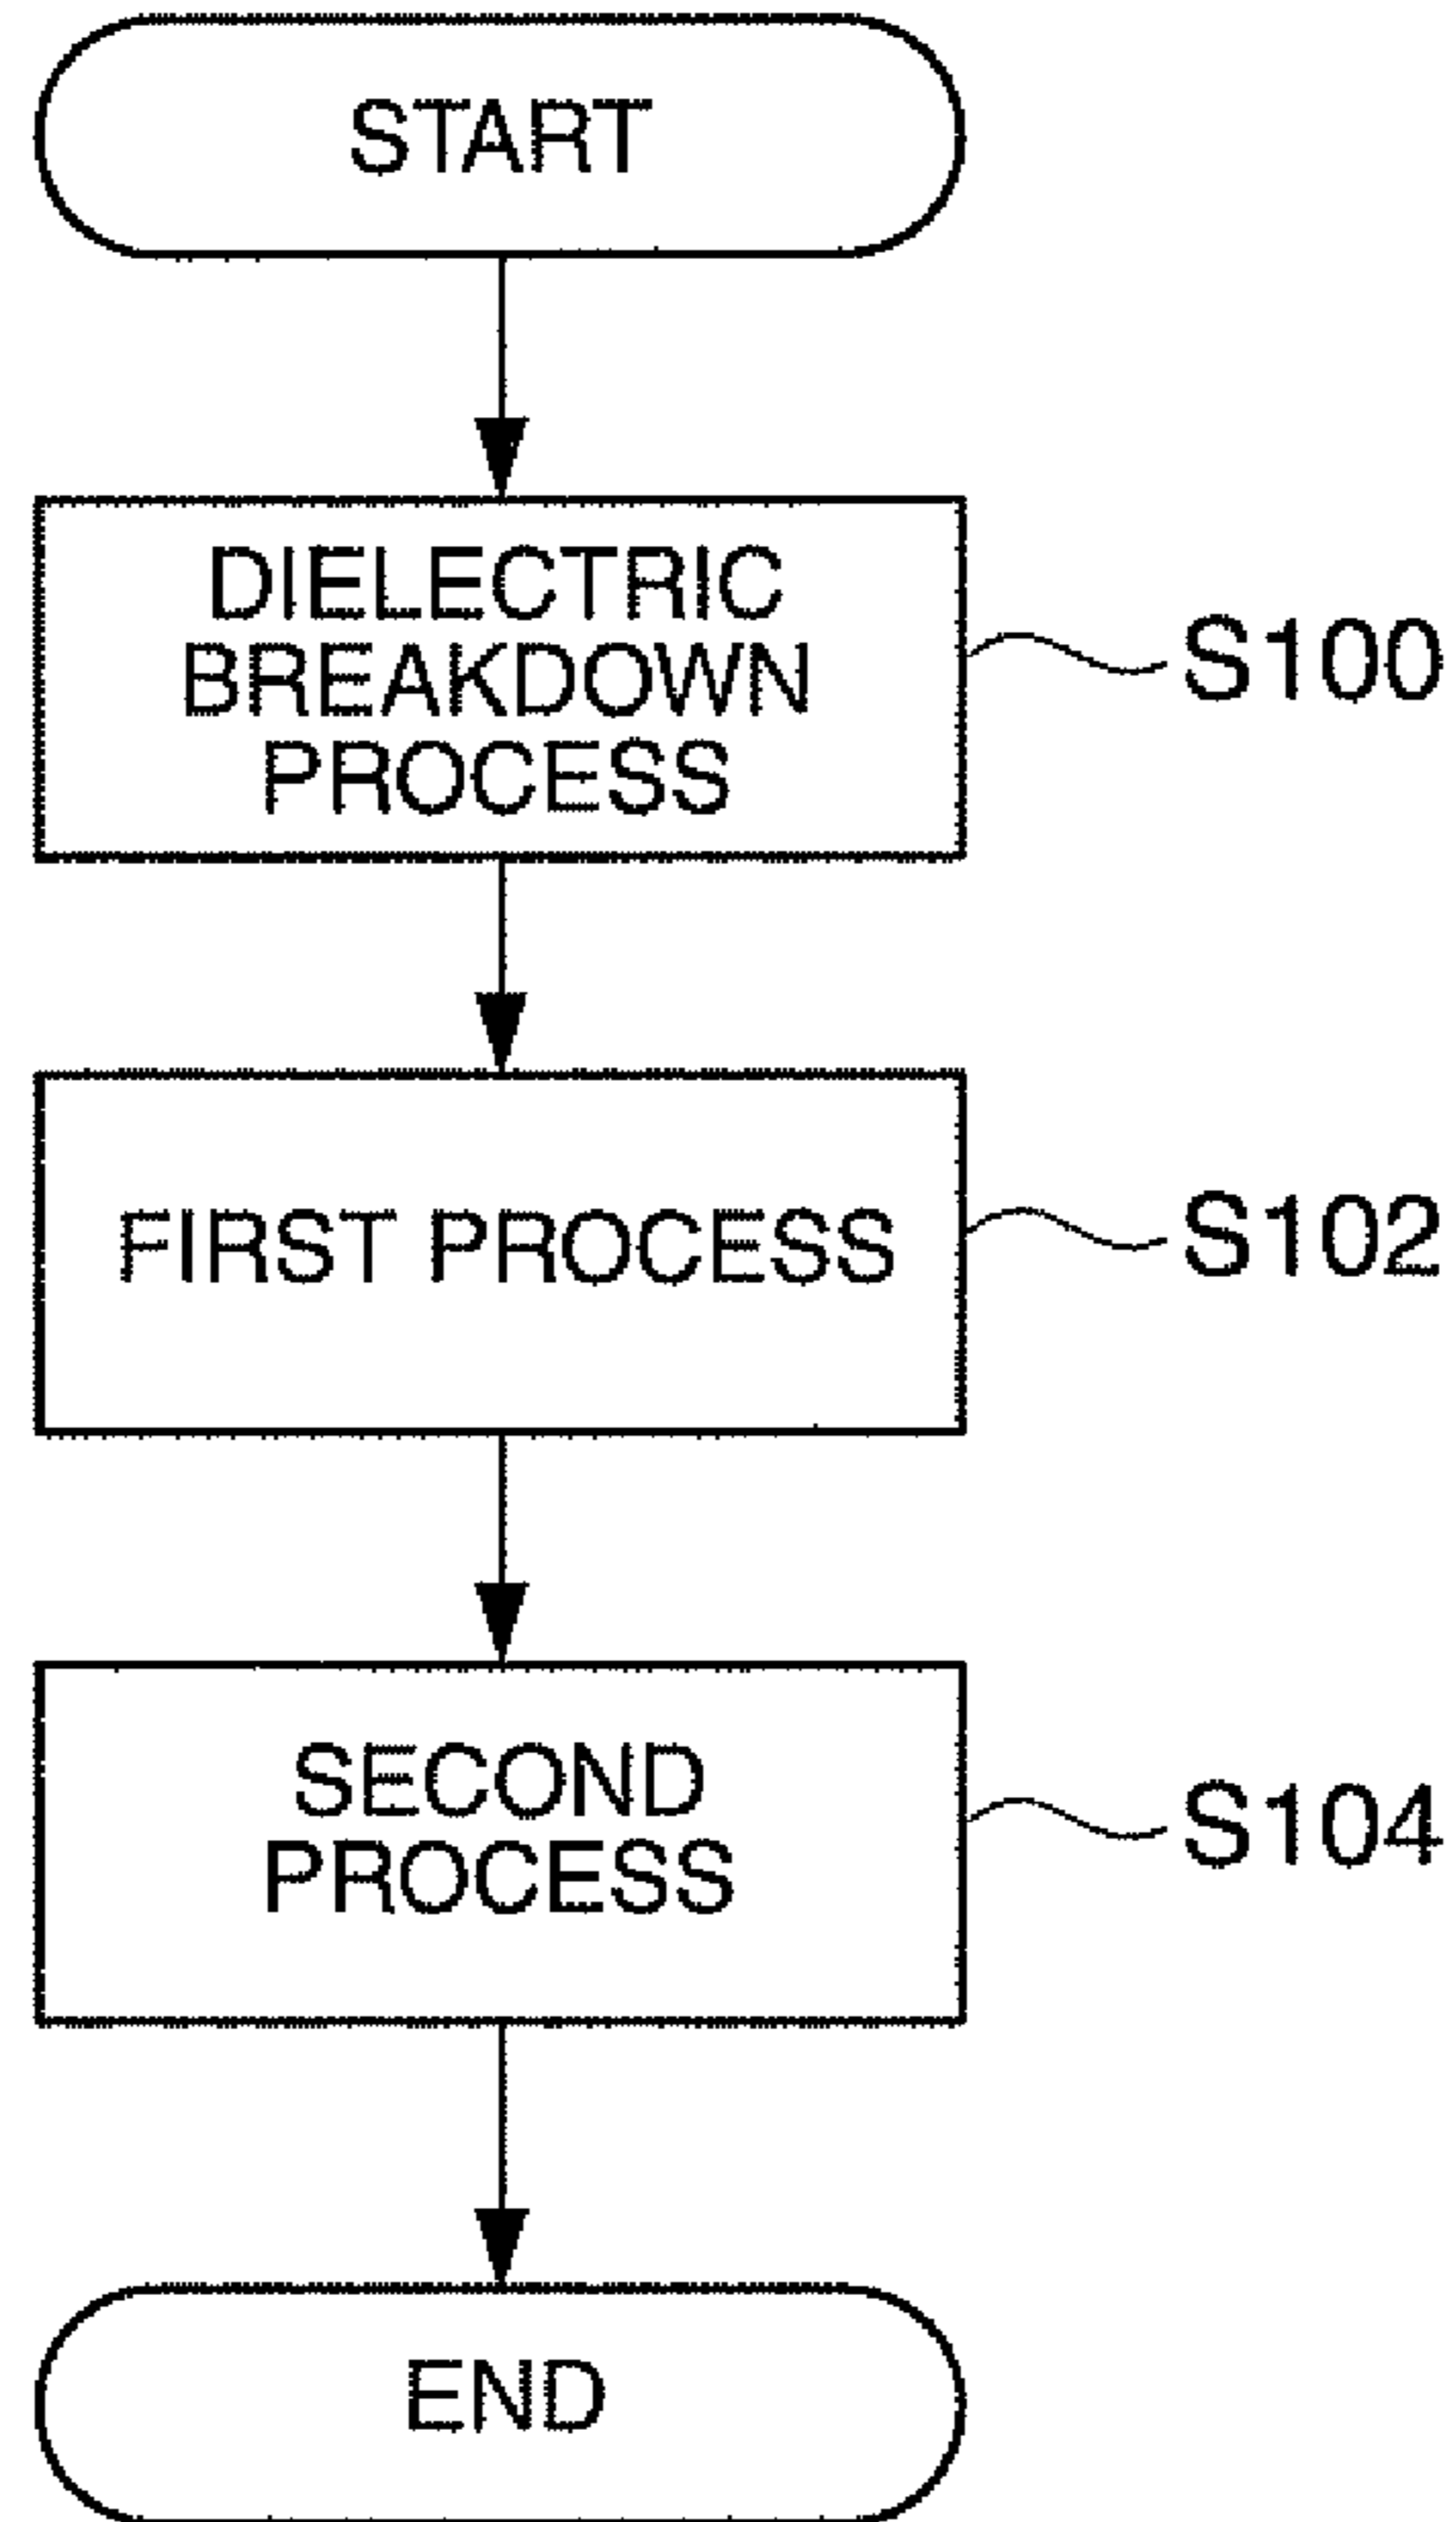 START
DIELECTRIC
BREAKDOWN
PROCESS
S100
FIRST PROCESS
S102
SECOND
PROCESS
S104
END